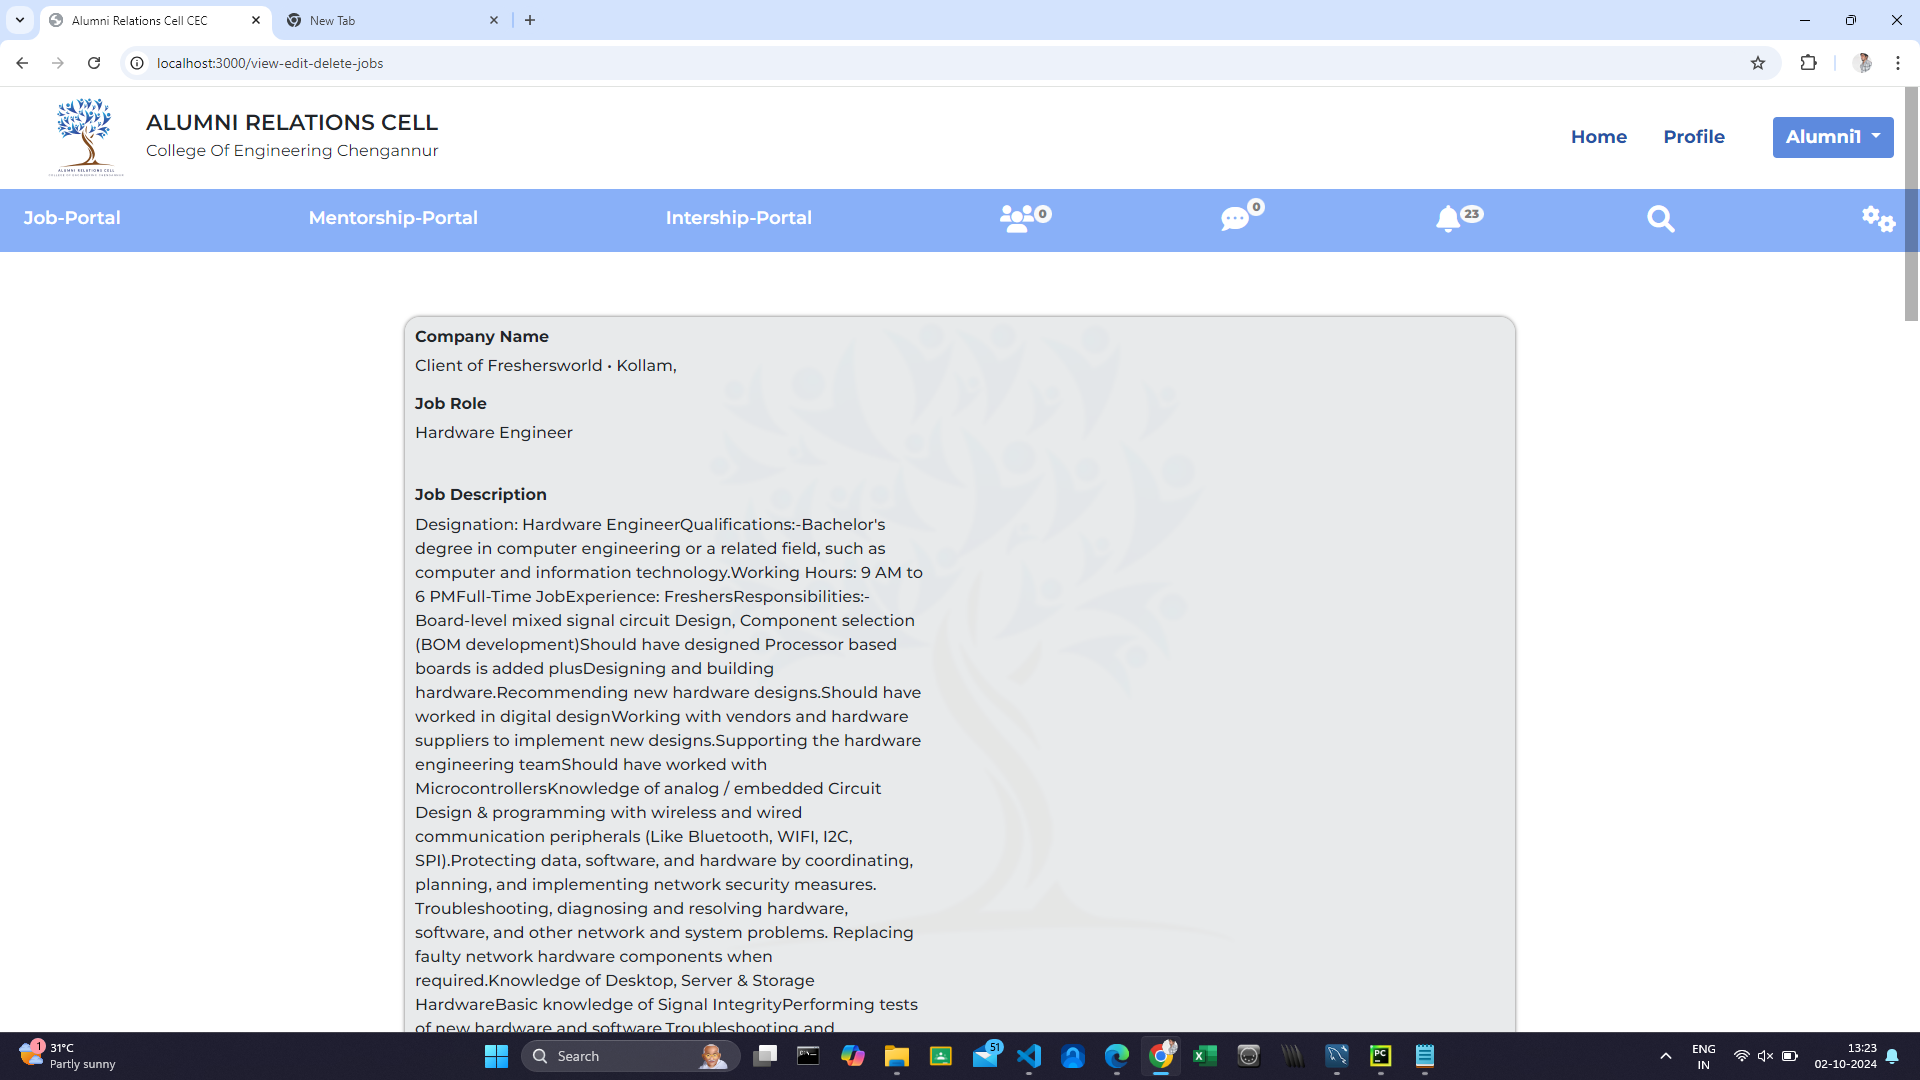 Alumni Relations Cell CEC
New Tab
localhost:3000/view-edit-delete-jobs
ALUMNI RELATIONS CELL
College Of Engineering Chengannur
ALUMNI RELATIONS CELL
Home
Profile
Alumni1
Job-Portal
Mentorship-Portal
Intership-Portal
0
0
23
Company Name
Client of Freshersworld • Kollam,
Job Role
Hardware Engineer
Job Description
Designation: Hardware EngineerQualifications:-Bachelor's
degree in computer engineering or a related field, such as
computer and information technology.Working Hours: 9 AM to
6 PMFull-Time JobExperience: FreshersResponsibilities:-
Board-level mixed signal circuit Design, Component selection
(BOM development)Should have designed Processor based
boards is added plusDesigning and building
hardware.Recommending new hardware designs.Should have
worked in digital designWorking with vendors and hardware
suppliers to implement new designs.Supporting the hardware
engineering teamShould have worked with
MicrocontrollersKnowledge of analog / embedded Circuit
Design & programming with wireless and wired
communication peripherals (Like Bluetooth, WIFI, I2C,
SPI).Protecting data, software, and hardware by coordinating,
planning, and implementing network security measures.
Troubleshooting, diagnosing and resolving hardware,
software, and other network and system problems. Replacing
faulty network hardware components when
required.Knowledge of Desktop, Server & Storage
HardwareBasic knowledge of Signal IntegrityPerforming tests
of new hardware and software.Troubleshooting and
1
31°C
Partly sunny
Search
51
PC
ENG
IN
13:23
02-10-2024